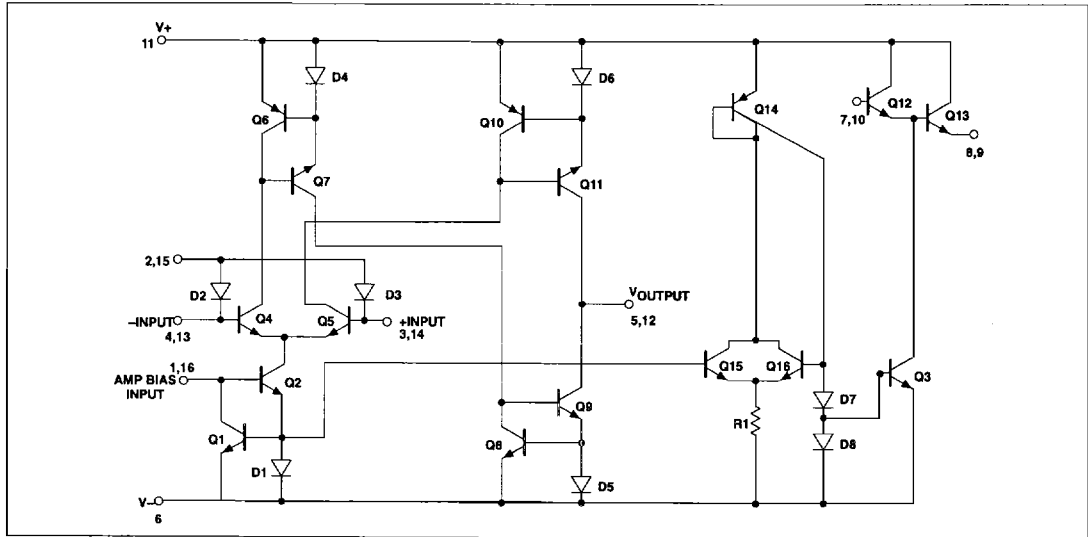 V+
11
D4
D6
Q6
Q10
Q14
Q12
Q13
7,10
8,9
Q7
Q11
2,15
D2
D3
VOUTPUT
5,12
–INPUT
4,13
Q4
Q5
+INPUT
3,14
1,16
AMP BIAS
INPUT
Q2
Q15
Q16
Q3
D7
R1
D8
Q9
Q1
Q8
D1
D5
V–
6